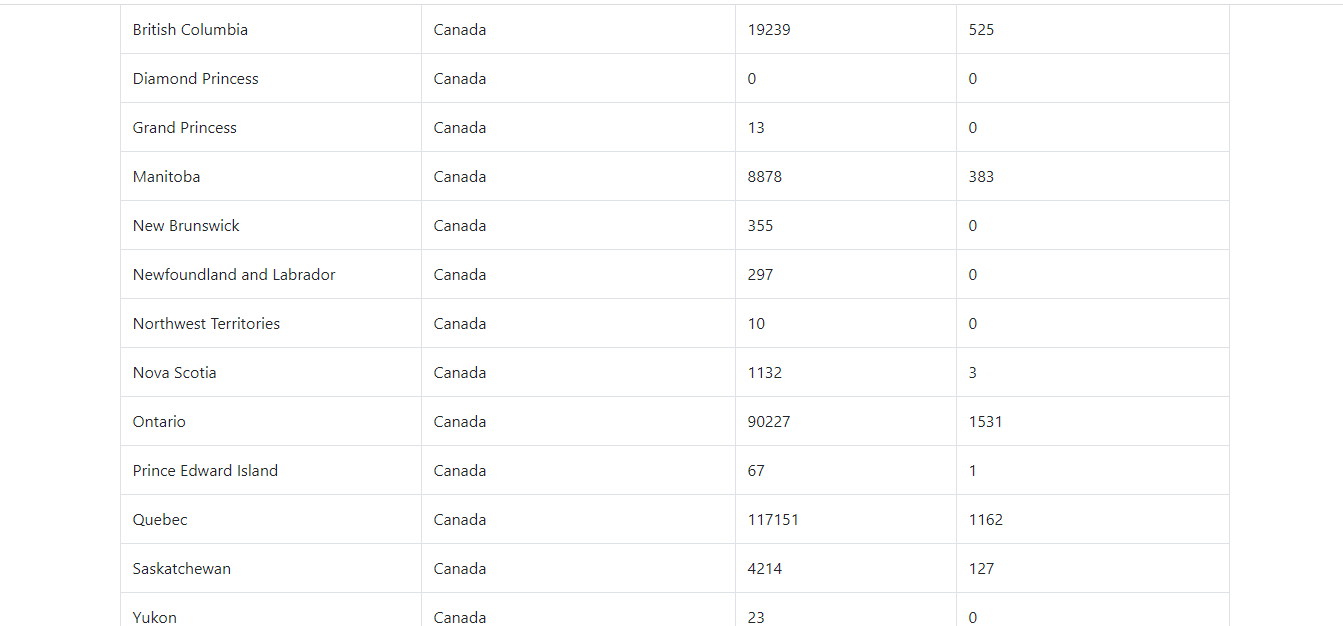 British Columbia Canada 19239 525
Diamond Princess Canada 0 0
Grand Princess Canada 13 0
Manitoba Canada 8878 383
New Brunswick Canada 355 0
Newfoundland and Labrador Canada 297 0
Northwest Territories Canada 10 0
Nova Scotia Canada 1132 3
Ontario Canada 90227 1531
Prince Edward Island Canada 67 1
Quebec Canada 117151 1162
Saskatchewan Canada 4214 127
Yukon Canada 23 0